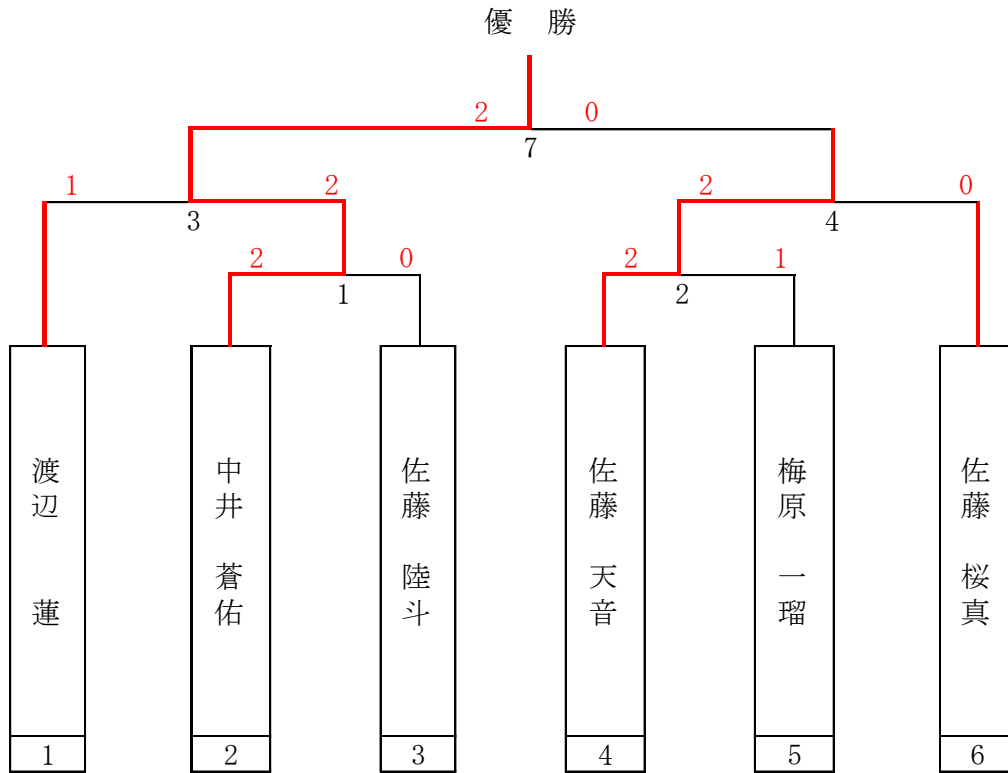 優 勝
2 0
7
1 2 2 0
3 4
2 0 2 1
1 2
渡辺 蓮
中井 蒼佑
佐藤 陸斗
佐藤 天音
梅原 一瑠
佐藤 桜真
1 2 3 4 5 6